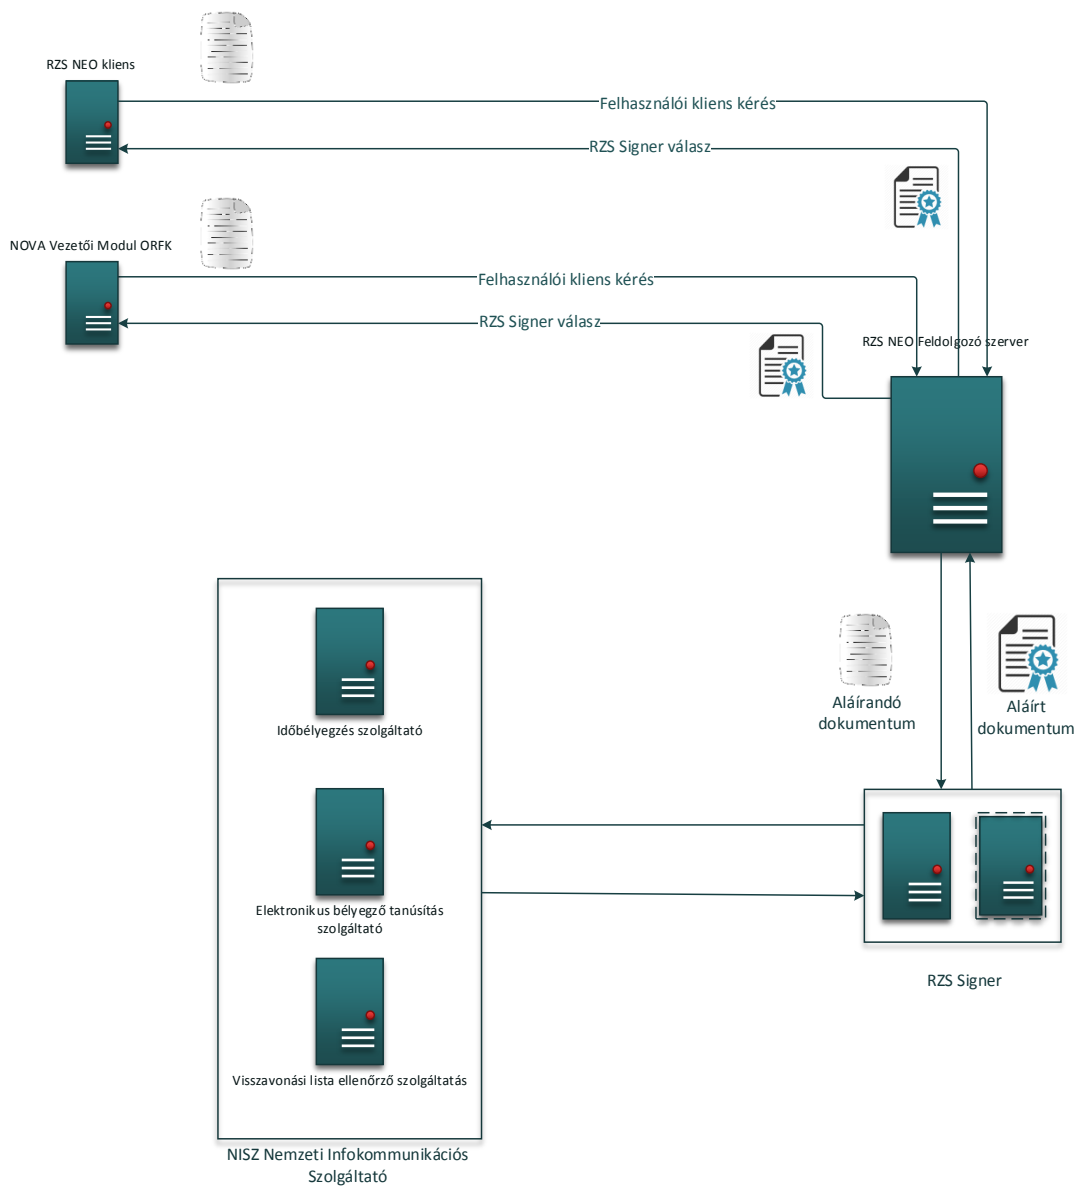 RZS NEO kliens
Felhasználói kliens kérés
RZS Signer válasz
NOVA Vezetői Modul ORFK
Felhasználói kliens kérés
RZS Signer válasz
RZS NEO Feldolgozó szerver
Aláírandó
dokumentum
Aláírt
dokumentum
Időbélyegzés szolgáltató
Elektronikus bélyegző tanúsítás
szolgáltató
RZS Signer
Visszavonási lista ellenőrző szolgáltatás
NISZ Nemzeti Infokommunikációs
Szolgáltató